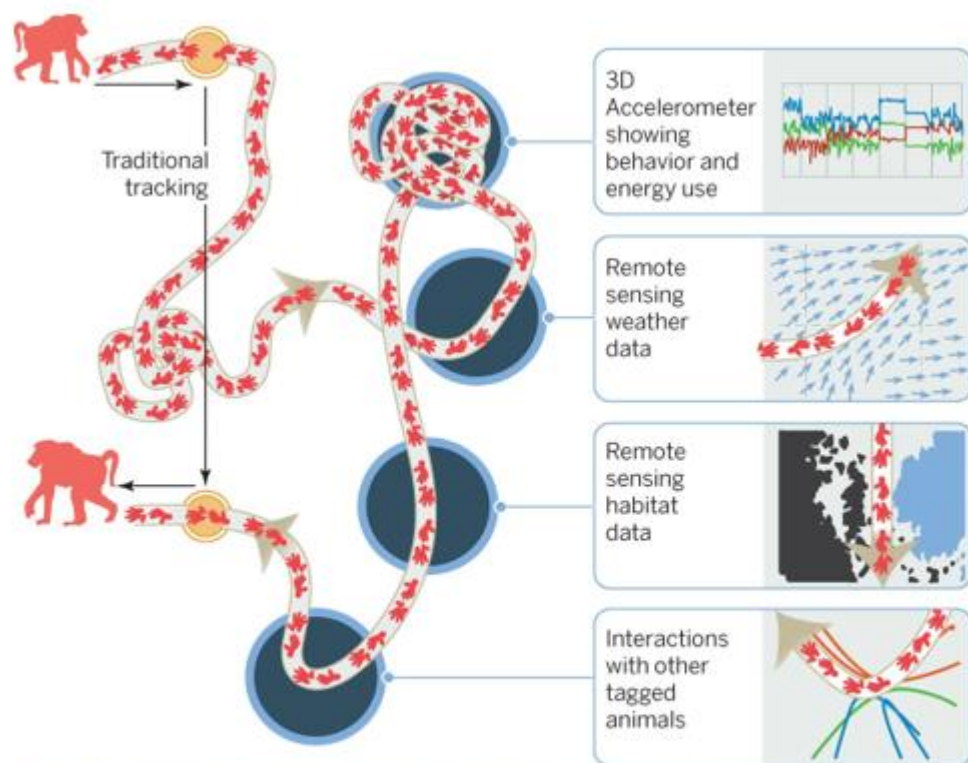 Traditional
tracking
3D
Accelerometer
showing
behavior and
energy use
Remote
sensing
weather
data
Remote
sensing
habitat
data
Interactions
with other
tagged
animals